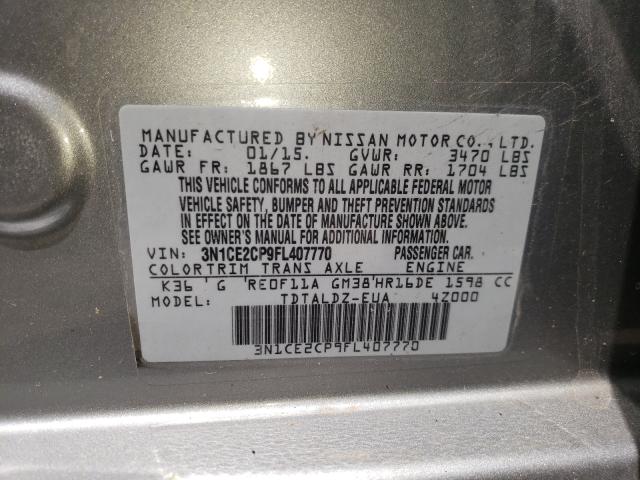 MANUFACTURED BY NISSAN MOTOR CO., LTD.
DATE: 01/15. GVWR: 3470 LBS
GAWR FR: 1867 LBS GAWR RR: 1704 LBS
THIS VEHICLE CONFORMS TO ALL APPLICABLE FEDERAL MOTOR
VEHICLE SAFETY, BUMPER AND THEFT PREVENTION STANDARDS
IN EFFECT ON THE DATE OF MANUFACTURE SHOWN ABOVE.
SEE OWNER'S MANUAL FOR ADDITIONAL INFORMATION.
VIN: 3N1CE2CP9FL407770 PASSENGER CAR.
COLOR TRIM TRANS AXLE ENGINE
K36 'G 'RE0F11A GM38'HR16DE 1598 CC
MODEL: TDTALDZ-EUA 4Z000
3N1CE2CP9FL407770